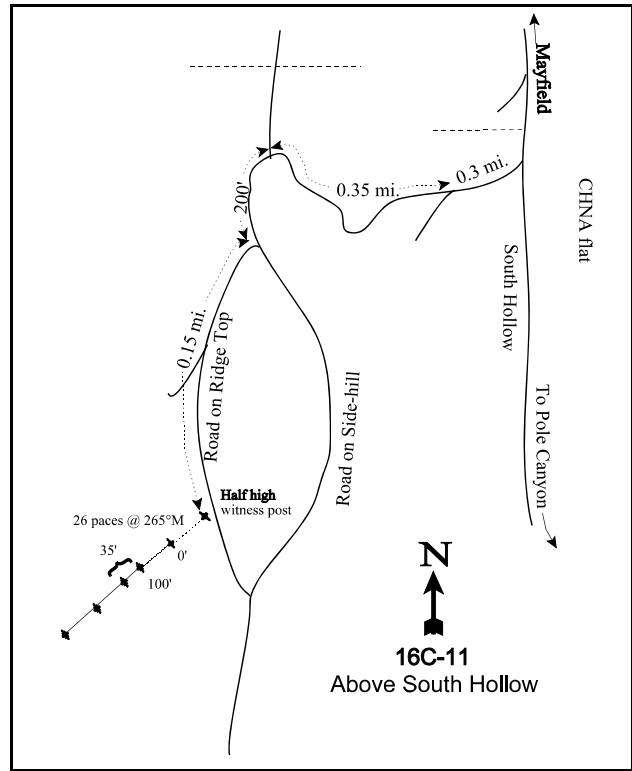 Mayfield
0.3 mi.
0.35 mi.
200'
CHNA flat
South Hollow
0.15 mi.
Road on Ridge Top
Road on Side-hill
To Pole Canyon
Half high
witness post
26 paces @ 265°M
0'
35'
100'
N
16C-11
Above South Hollow